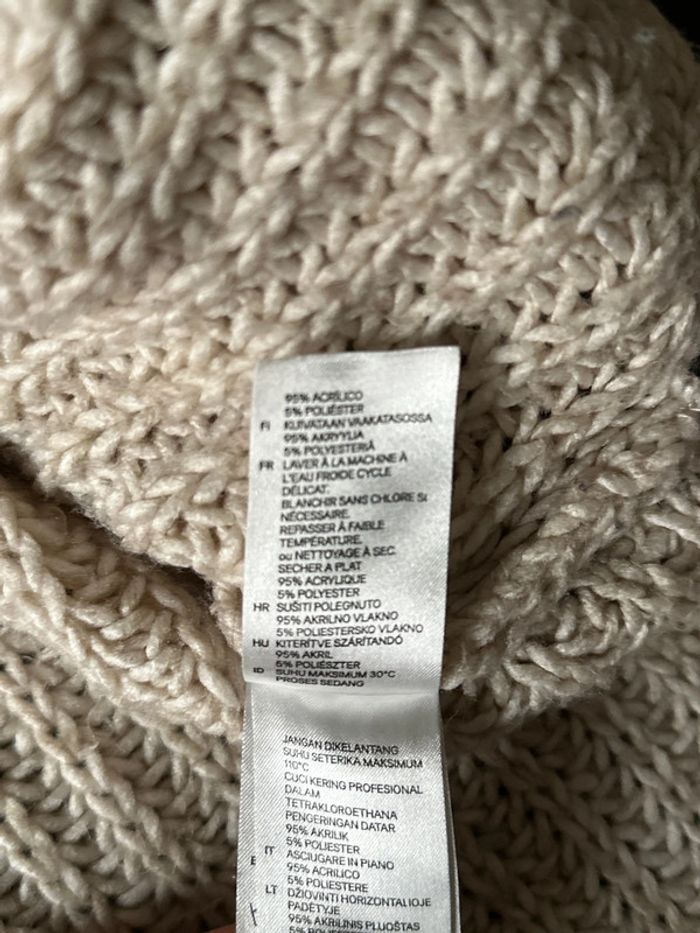 95% ACRÍLICO
5% POLIÉSTER
FI KUIVATAAN VAAKATASOSSA
95% AKRYYLIA
5% POLYESTERIÄ
FR LAVER À LA MACHINE À
L'EAU FROIDE CYCLE
DÉLICAT.
BLANCHIR SANS CHLORE SI
NÉCESSAIRE.
REPASSER À FAIBLE
TEMPÉRATURE.
ou NETTOYAGE À SEC.
SECHER A PLAT
95% ACRYLIQUE
5% POLYESTER
HR SUŠITI POLEGNUTO
95% AKRILNO VLAKNO
5% POLIESTERSKO VLAKNO
HU KITERÍTVE SZÁRÍTANDÓ
95% AKRIL
5% POLIÉSZTER
ID SUHU MAKSIMUM 30°C
PROSES SEDANG
JANGAN DIKELANTANG
SUHU SETERIKA MAKSIMUM
110°C
CUCI KERING PROFESIONAL
DALAM
TETRAKLOROETHANA
PENGERINGAN DATAR
95% AKRILIK
5% POLIESTER
IT ASCIUGARE IN PIANO
95% ACRILICO
5% POLIESTERE
LT DŽIOVINTI HORIZONTALIOJE
PADĖTYJE
95% AKRILINIS PLUOŠTAS